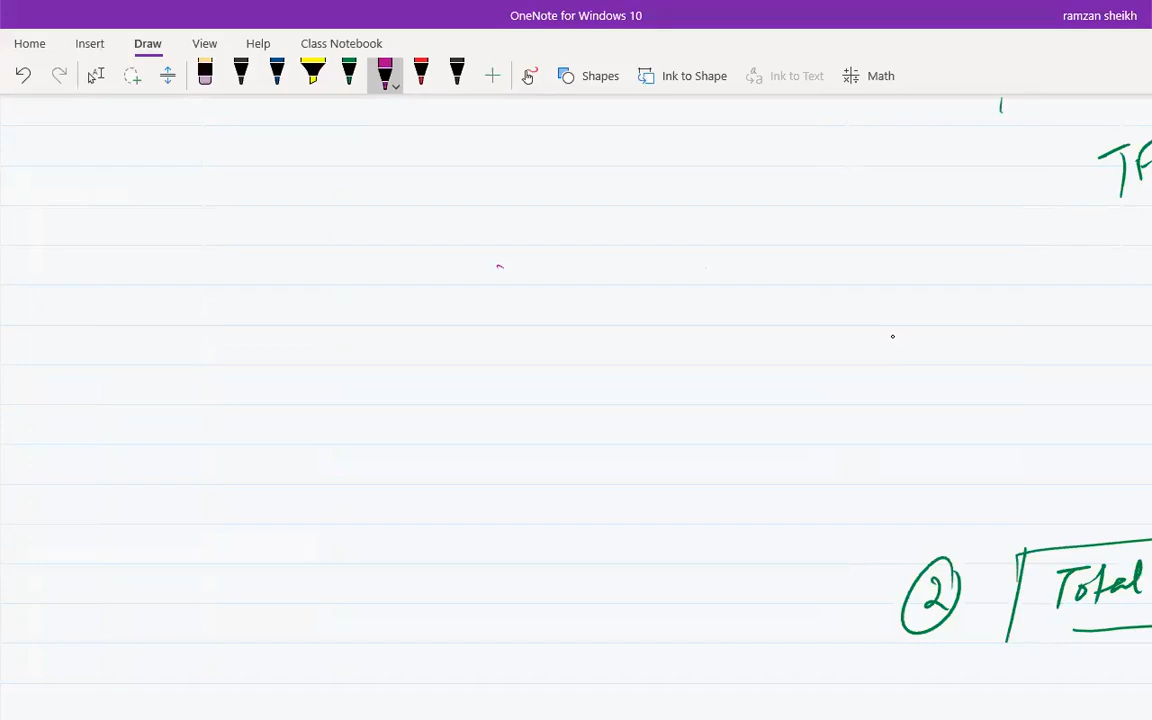 OneNote for Windows 10
ramzan sheikh
Home Insert Draw View Help Class Notebook
Shapes Ink to Shape Ink to Text Math
2 Total